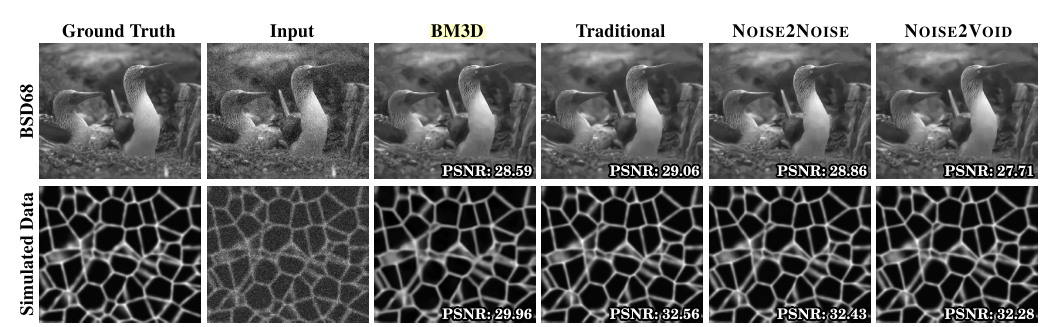 Ground Truth Input BM3D Traditional NOISE2NOISE NOISE2VOID
BSD68
PSNR: 28.59 PSNR: 29.06 PSNR: 28.86 PSNR: 27.71
Simulated Data
PSNR: 29.96 PSNR: 32.56 PSNR: 32.43 PSNR: 32.28